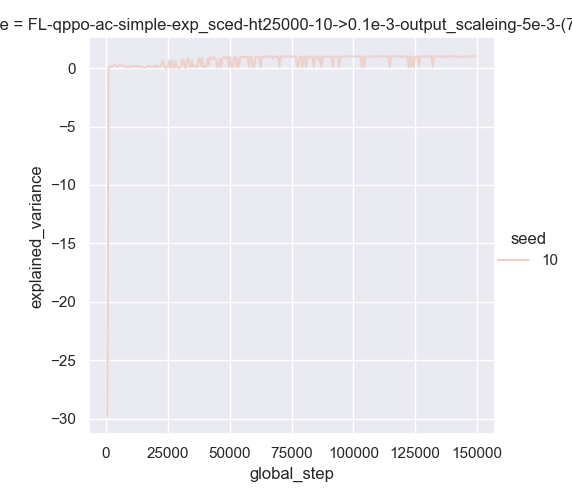 e = FL-qppo-ac-simple-exp_sced-ht25000-10->0.1e-3-output_scaleing-5e-3-(7
0
−5
−10
−15
−20
−25
−30
explained_variance
0 25000 50000 75000 100000 125000 150000
global_step
seed
10